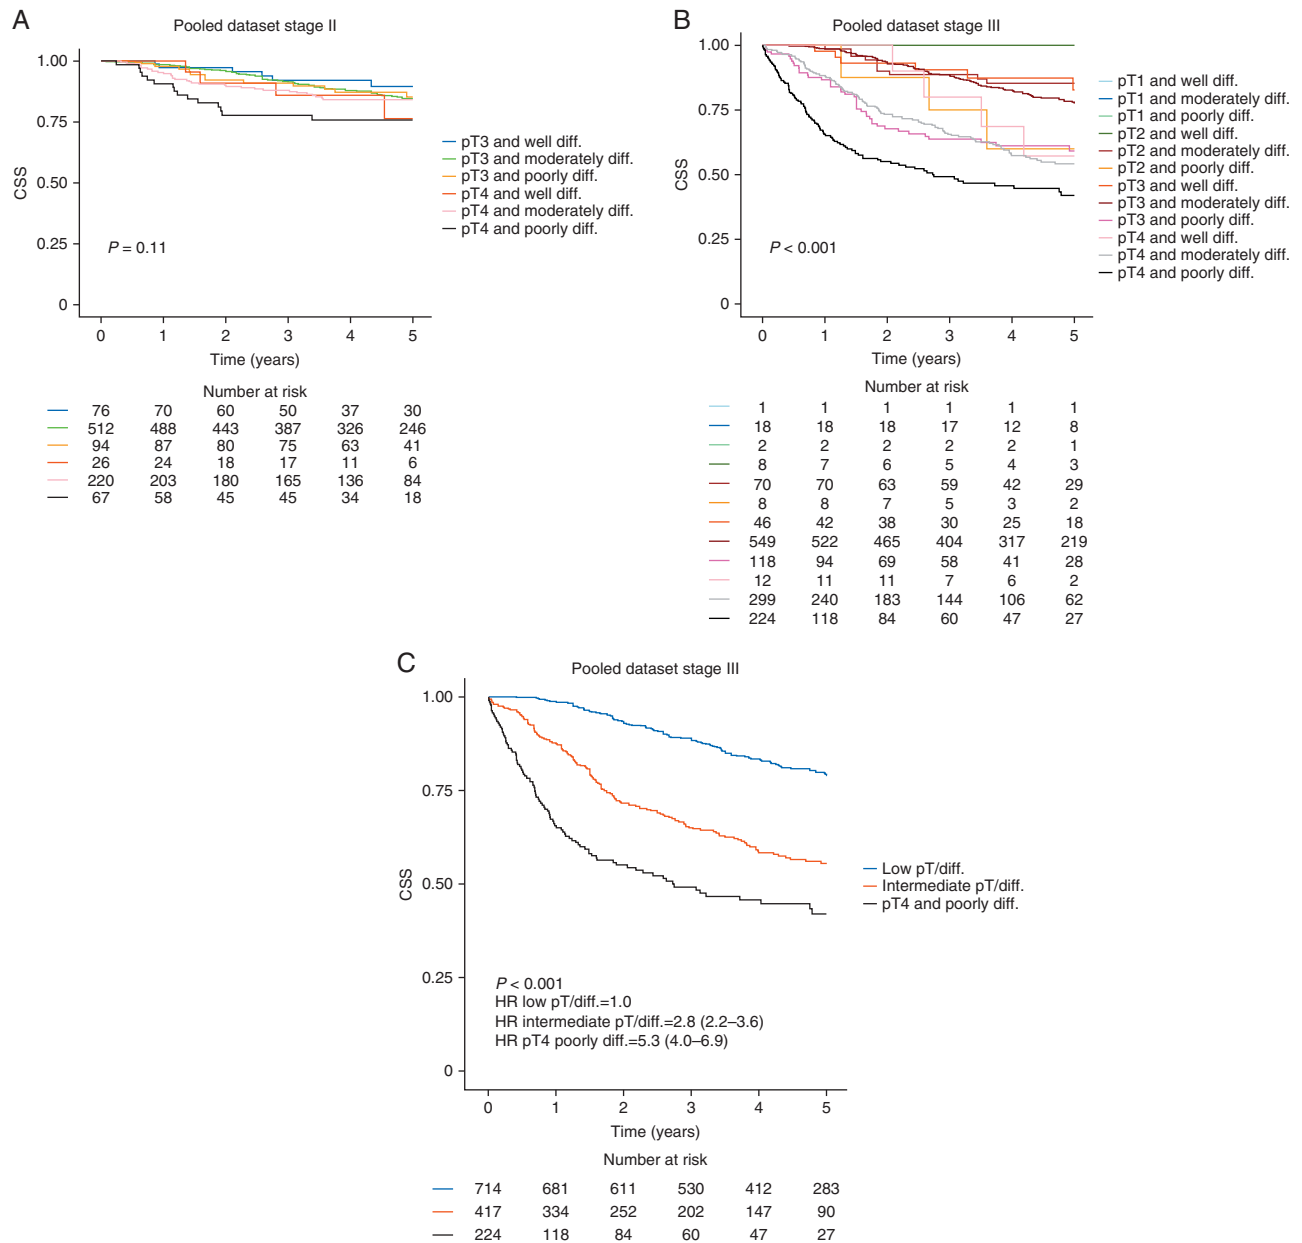 A
Pooled dataset stage II
1.00
0.75
0.50
0.25
0
CSS
P = 0.11
0 1 2 3 4 5
Time (years)
pT3 and well diff.
pT3 and moderately diff.
pT3 and poorly diff.
pT4 and well diff.
pT4 and moderately diff.
pT4 and poorly diff.
Number at risk
76 70 60 50 37 30
512 488 443 387 326 246
94 87 80 75 63 41
26 24 18 17 11 6
220 203 180 165 136 84
67 58 45 45 34 18
B
Pooled dataset stage III
1.00
0.75
0.50
0.25
0
CSS
P < 0.001
0 1 2 3 4 5
Time (years)
pT1 and well diff.
pT1 and moderately diff.
pT1 and poorly diff.
pT2 and well diff.
pT2 and moderately diff.
pT2 and poorly diff.
pT3 and well diff.
pT3 and moderately diff.
pT3 and poorly diff.
pT4 and well diff.
pT4 and moderately diff.
pT4 and poorly diff.
Number at risk
1 1 1 1 1 1
18 18 18 17 12 8
2 2 2 2 2 1
8 7 6 5 4 3
70 70 63 59 42 29
8 8 7 5 3 2
46 42 38 30 25 18
549 522 465 404 317 219
118 94 69 58 41 28
12 11 11 7 6 2
299 240 183 144 106 62
224 118 84 60 47 27
C
Pooled dataset stage III
1.00
0.75
0.50
0.25
0
CSS
P < 0.001
HR low pT/diff.=1.0
HR intermediate pT/diff.=2.8 (2.2–3.6)
HR pT4 poorly diff.=5.3 (4.0–6.9)
0 1 2 3 4 5
Time (years)
Low pT/diff.
Intermediate pT/diff.
pT4 and poorly diff.
Number at risk
714 681 611 530 412 283
417 334 252 202 147 90
224 118 84 60 47 27